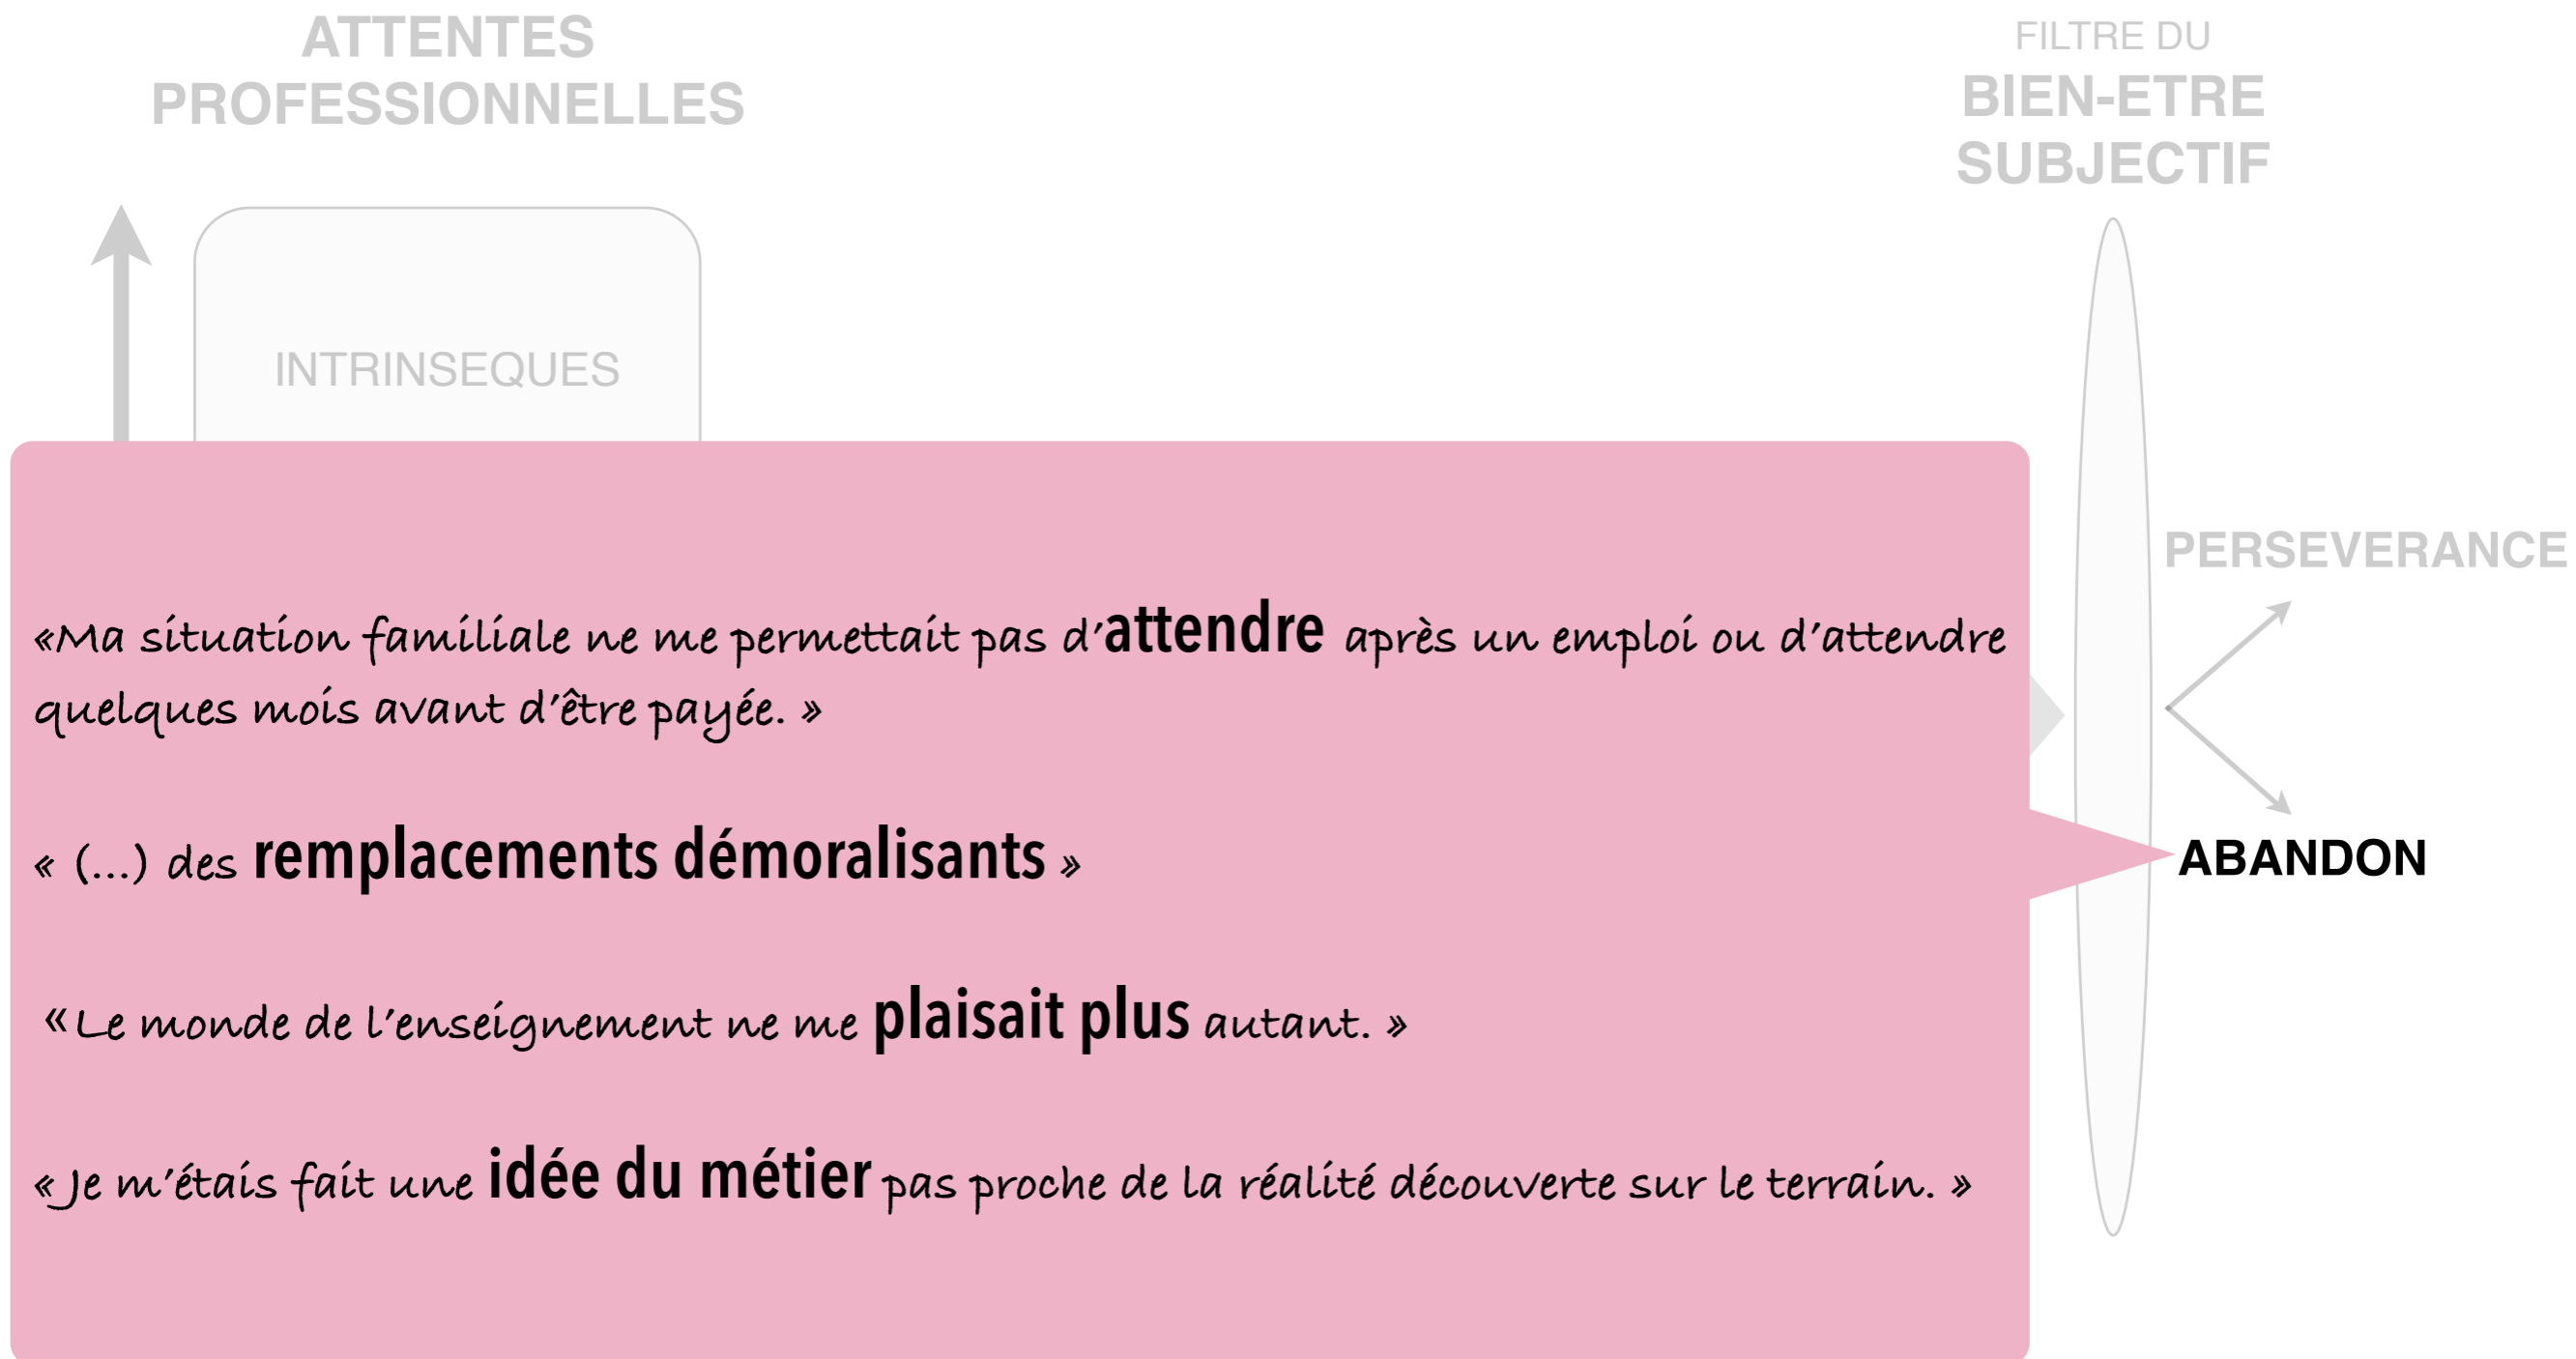 ATTENTES
PROFESSIONNELLES
FILTRE DU
BIEN-ETRE
SUBJECTIF
INTRINSEQUES
«Ma situation familiale ne me permettait pas d'attendre après un emploi ou d'attendre
quelques mois avant d'être payée. »
« (...) des remplacements démoralisants »
«Le monde de l'enseignement ne me plaisait plus autant. »
« Je m'étais fait une idée du métier pas proche de la réalité découverte sur le terrain. »
PERSEVERANCE
ABANDON